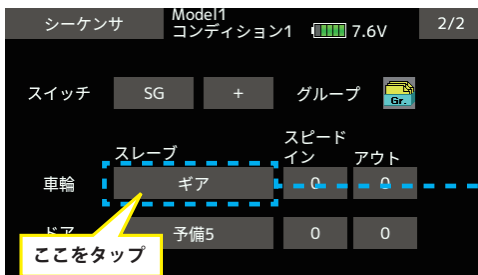 シーケンサ Model1 コンディション1 7.6V 2/2
スイッチ SG + グループ Gr.
スピード
スレーブ イン アウト
車輪 ギア 0 0
ドア 予備5 0 0
ここをタップ